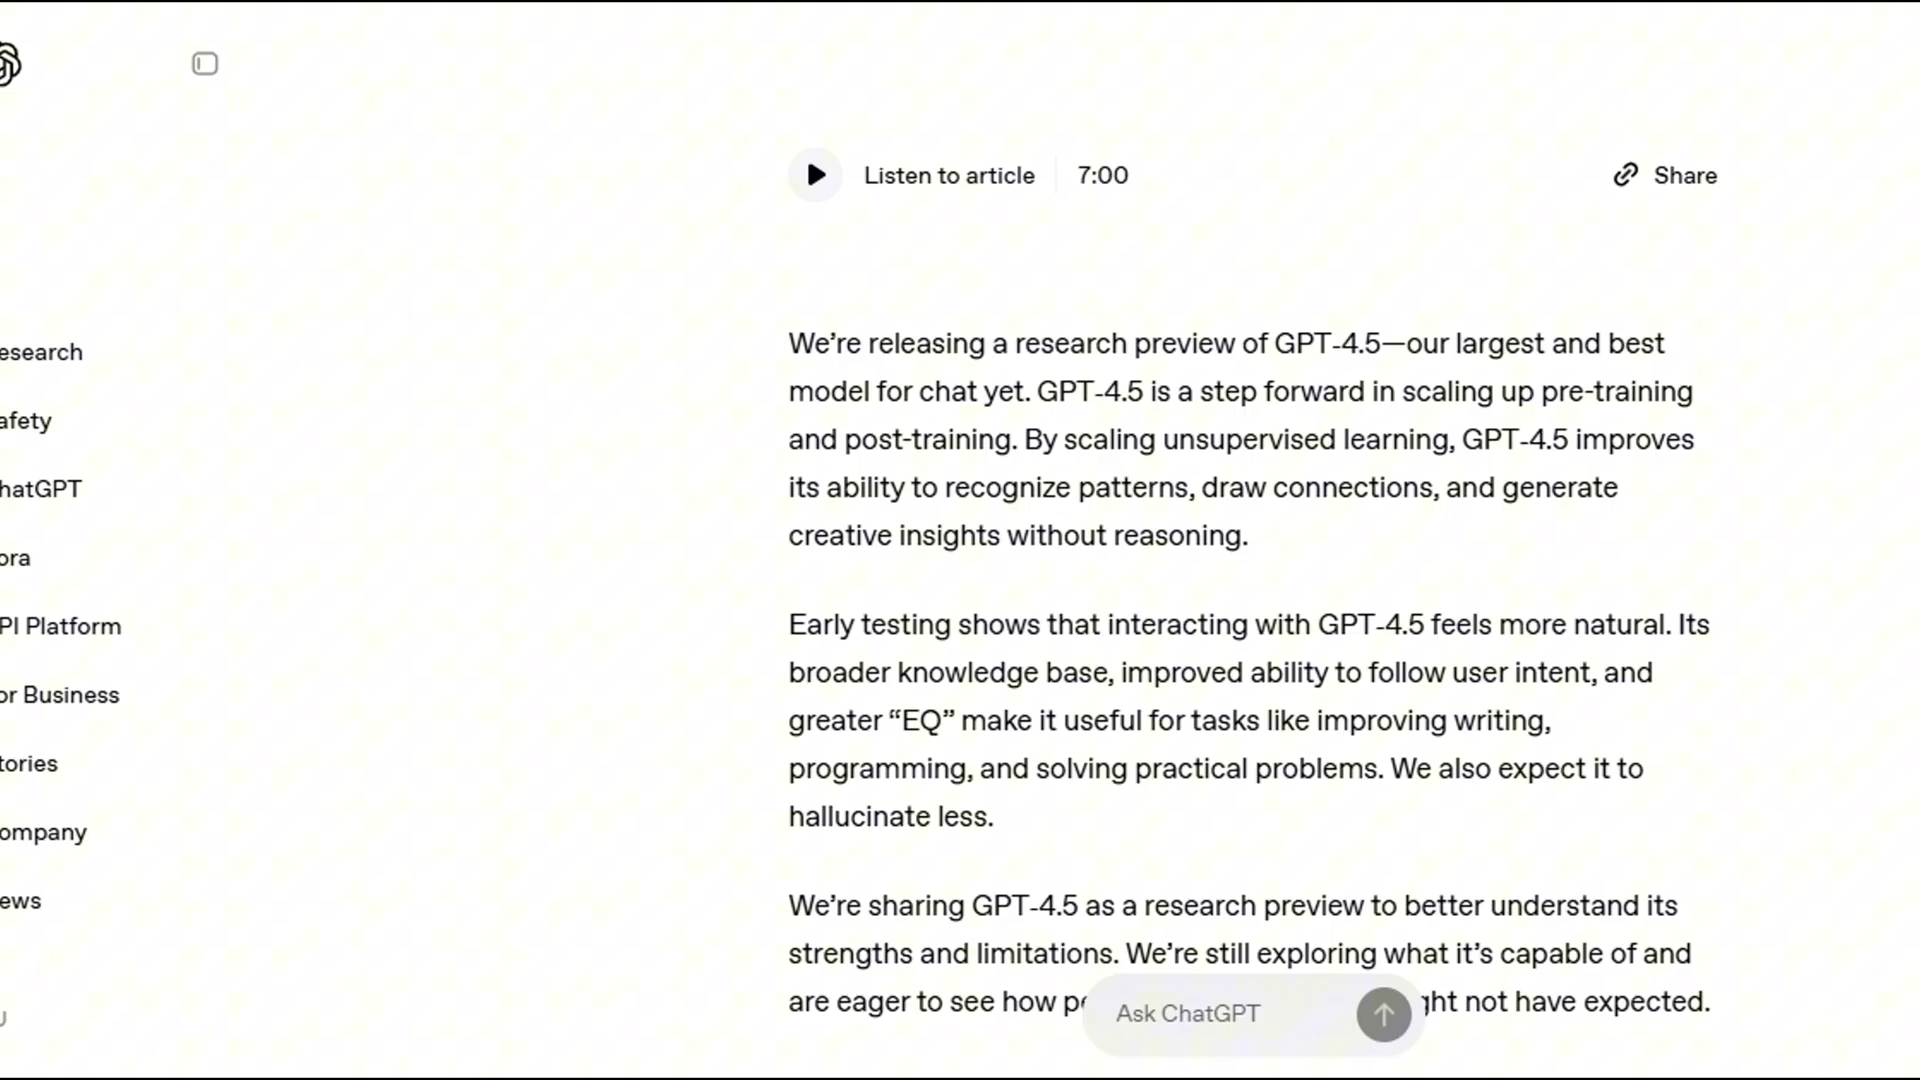 Listen to article
7:00
Share
esearch
afety
hatGPT
ora
PI Platform
or Business
tories
ompany
ews
We’re releasing a research preview of GPT-4.5—our largest and best
model for chat yet. GPT-4.5 is a step forward in scaling up pre-training
and post-training. By scaling unsupervised learning, GPT-4.5 improves
its ability to recognize patterns, draw connections, and generate
creative insights without reasoning.
Early testing shows that interacting with GPT-4.5 feels more natural. Its
broader knowledge base, improved ability to follow user intent, and
greater “EQ” make it useful for tasks like improving writing,
programming, and solving practical problems. We also expect it to
hallucinate less.
We’re sharing GPT-4.5 as a research preview to better understand its
strengths and limitations. We’re still exploring what it’s capable of and
are eager to see how pe ght not have expected.
Ask ChatGPT